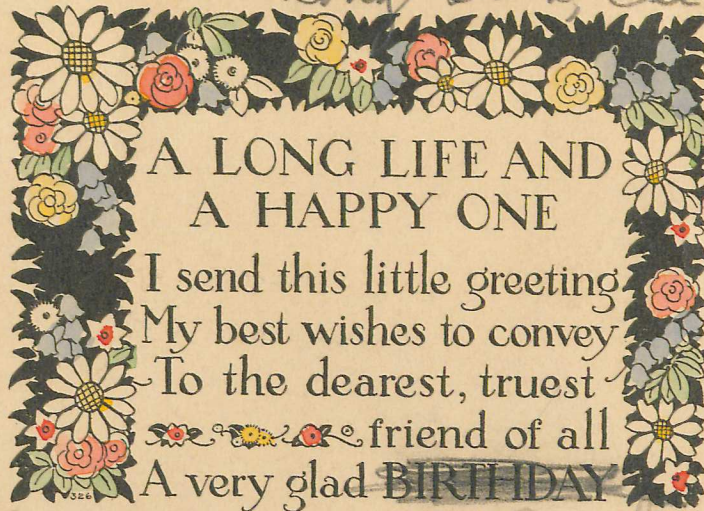 A LONG LIFE AND
A HAPPY ONE
I send this little greeting
My best wishes to convey
To the dearest, truest
friend of all
A very glad BIRTHDAY
326